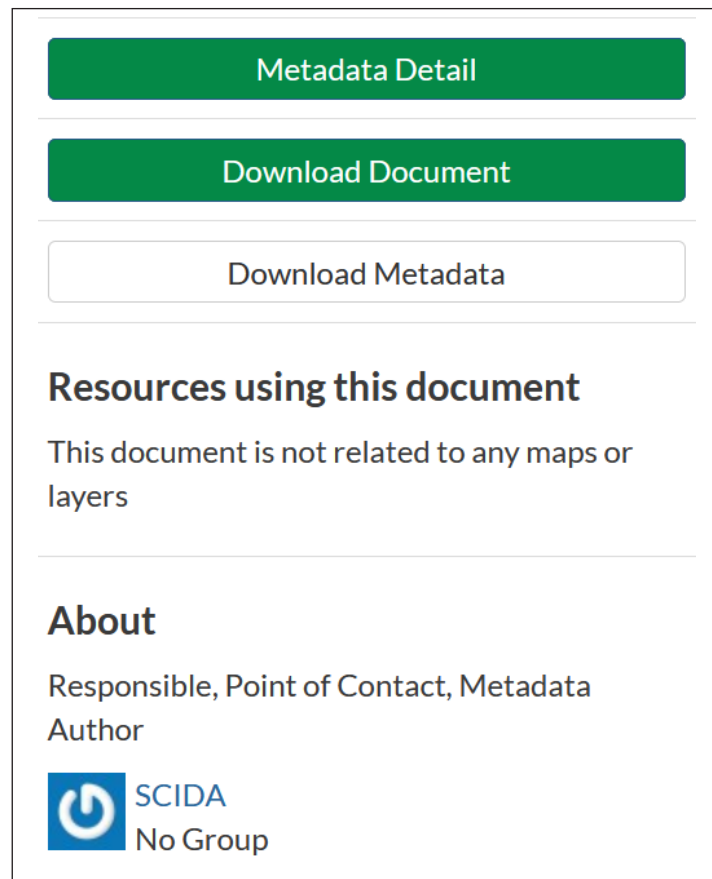 Metadata Detail
Download Document
Download Metadata
Resources using this document
This document is not related to any maps or
layers
About
Responsible, Point of Contact, Metadata
Author
SCIDA
No Group